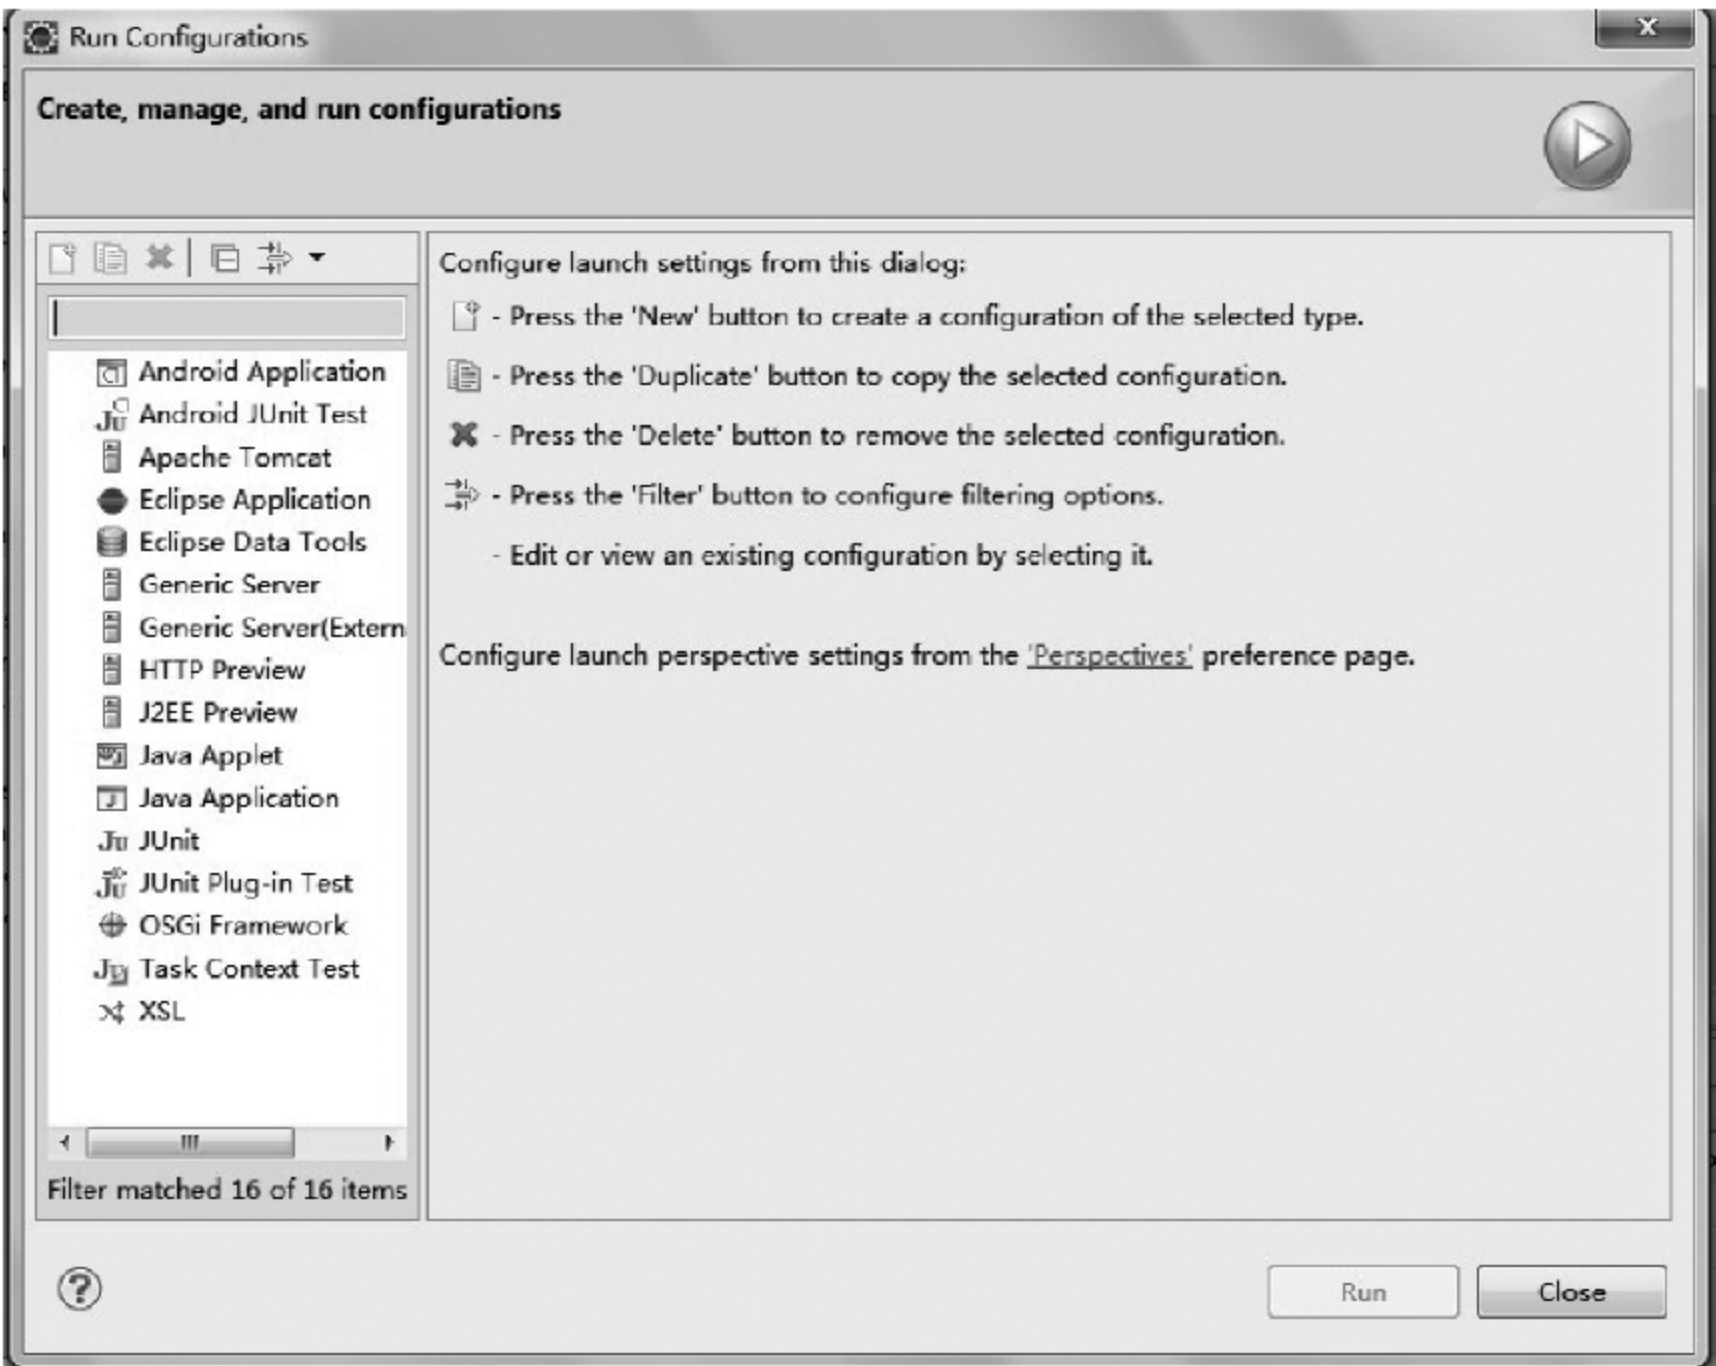 Run Configurations
Create, manage, and run configurations
Android Application
Android JUnit Test
Apache Tomcat
Eclipse Application
Eclipse Data Tools
Generic Server
Generic Server(Extern
HTTP Preview
J2EE Preview
Java Applet
Java Application
JUnit
JUnit Plug-in Test
OSGi Framework
Task Context Test
XSL
Filter matched 16 of 16 items
Configure launch settings from this dialog:
- Press the 'New' button to create a configuration of the selected type.
- Press the 'Duplicate' button to copy the selected configuration.
- Press the 'Delete' button to remove the selected configuration.
- Press the 'Filter' button to configure filtering options.
- Edit or view an existing configuration by selecting it.
Configure launch perspective settings from the 'Perspectives' preference page.
Run
Close